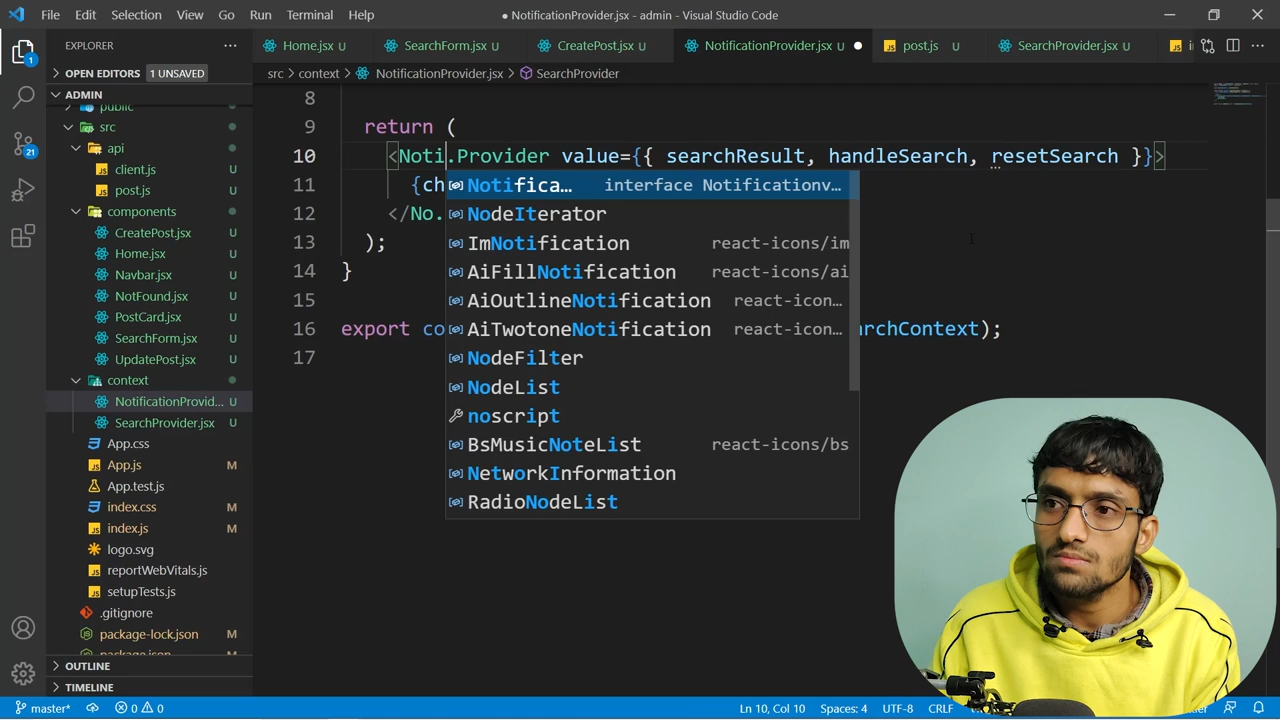 File Edit Selection View Go Run Terminal Help
● NotificationProvider.jsx - admin - Visual Studio Code
EXPLORER
Home.jsx U
SearchForm.jsx U
CreatePost.jsx U
NotificationProvider.jsx U
post.js U
SearchProvider.jsx U
OPEN EDITORS 1 UNSAVED
src > context > NotificationProvider.jsx > SearchProvider
ADMIN
public
src
api
client.js U
post.js U
components
CreatePost.jsx U
Home.jsx U
Navbar.jsx U
NotFound.jsx U
PostCard.jsx U
SearchForm.jsx U
UpdatePost.jsx U
context
NotificationProvid... U
SearchProvider.jsx U
App.css
App.js M
App.test.js
index.css M
index.js M
logo.svg
reportWebVitals.js
setupTests.js
.gitignore
package-lock.json M
OUTLINE
TIMELINE
1
21
8
9 return (
10 <Noti.Provider value={{ searchResult, handleSearch, resetSearch }}>
11 {ch
12 </No.
13 );
14 }
15
16 export co archContext);
17
Notifica… interface Notificationv…
NodeIterator
ImNotification react-icons/im
AiFillNotification react-icons/ai
AiOutlineNotification react-icon…
AiTwotoneNotification react-icon…
NodeFilter
NodeList
noscript
BsMusicNoteList react-icons/bs
NetworkInformation
RadioNodeList
master* 0 0 Ln 10, Col 10 Spaces: 4 UTF-8 CRLF